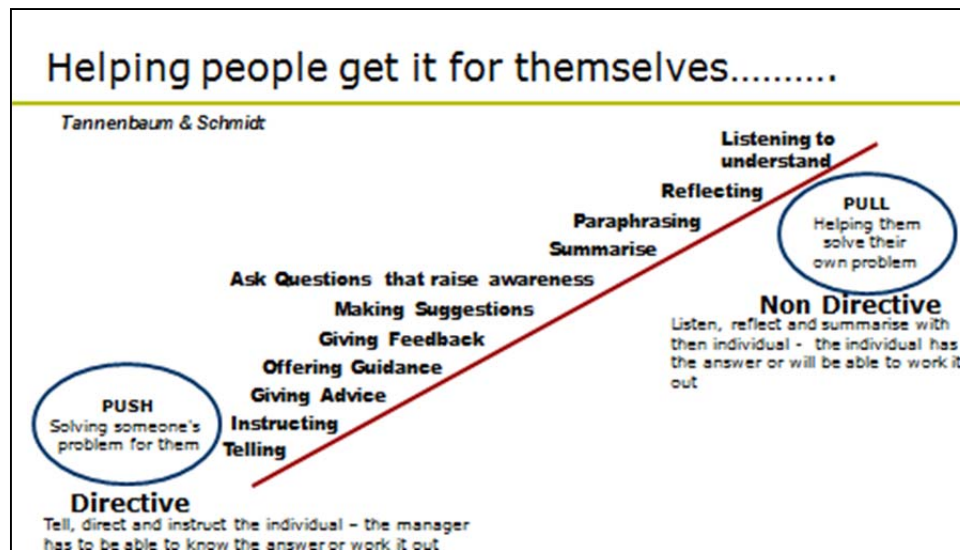 Helping people get it for themselves……….
Tannenbaum & Schmidt
Listening to
understand
Reflecting
Paraphrasing
Summarise
Ask Questions that raise awareness
Making Suggestions
Giving Feedback
Offering Guidance
Giving Advice
Instructing
Telling
PULL
Helping them
solve their
own problem
Non Directive
Listen, reflect and summarise with
then individual - the individual has
the answer or will be able to work it
out
PUSH
Solving someone's
problem for them
Directive
Tell, direct and instruct the individual – the manager
has to be able to know the answer or work it out